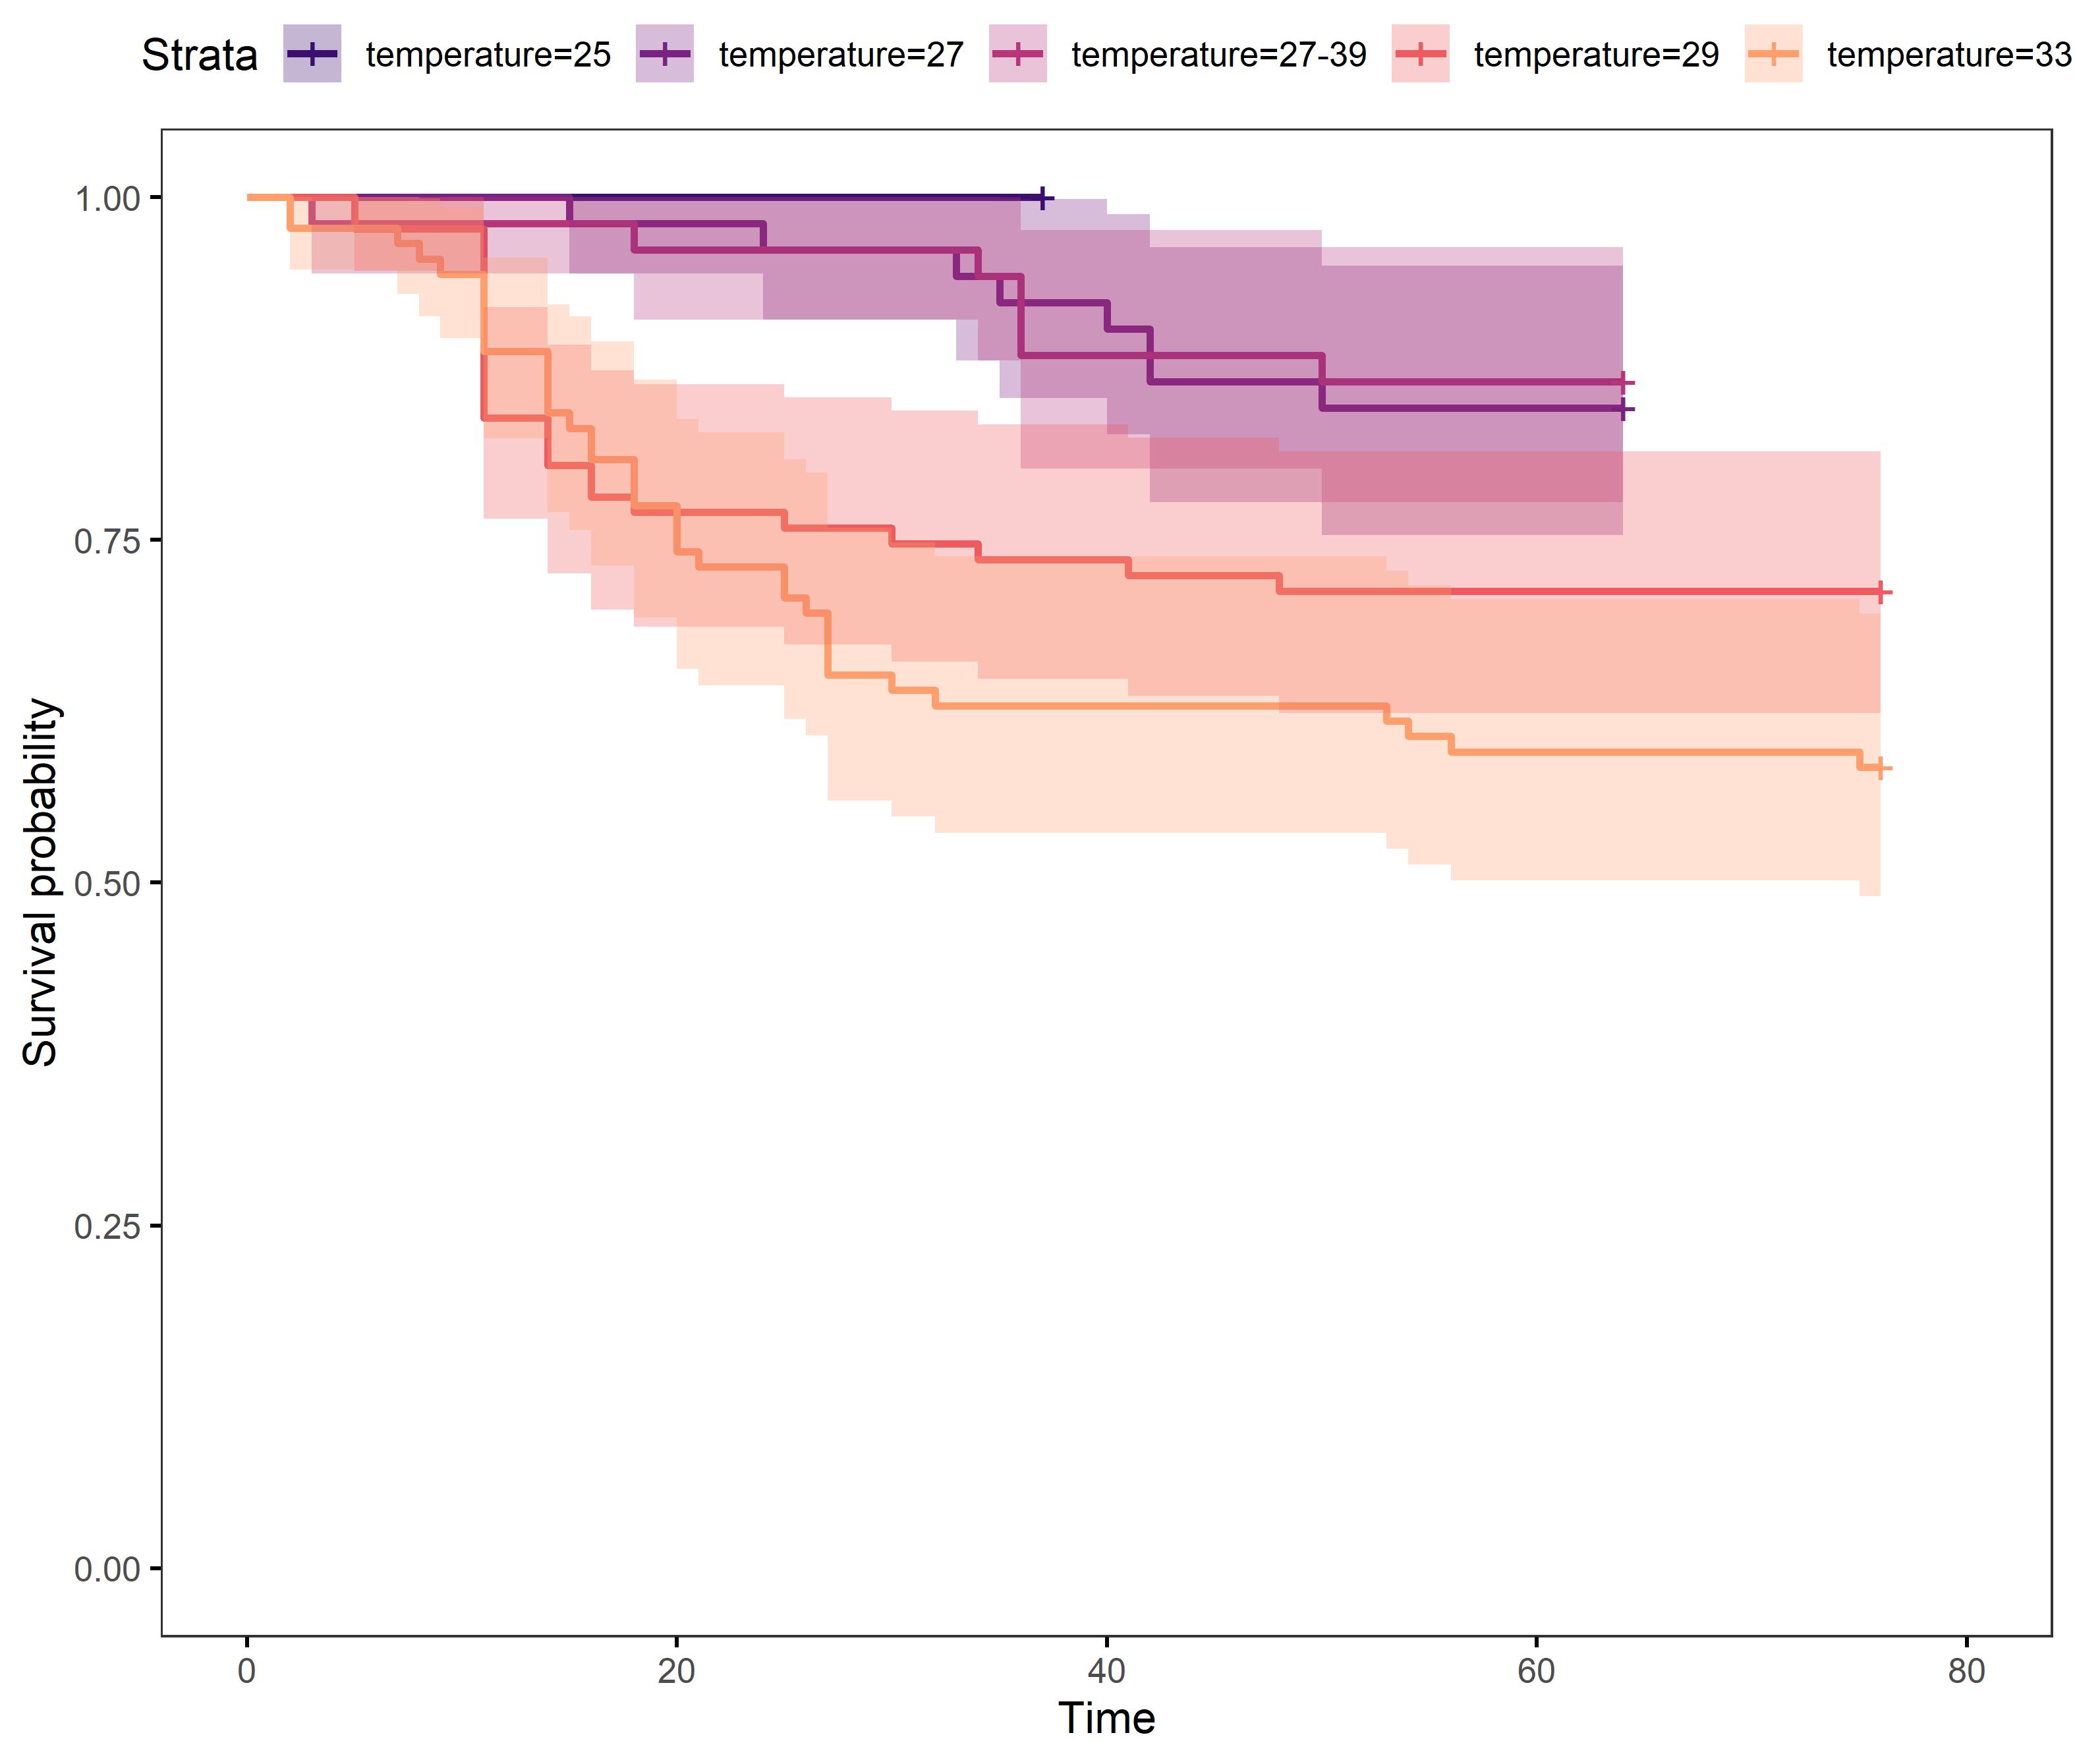 Strata temperature=25 temperature=27 temperature=27-39 temperature=29 temperature=33
1.00
0.75
0.50
0.25
0.00
Survival probability
0 20 40 60 80
Time